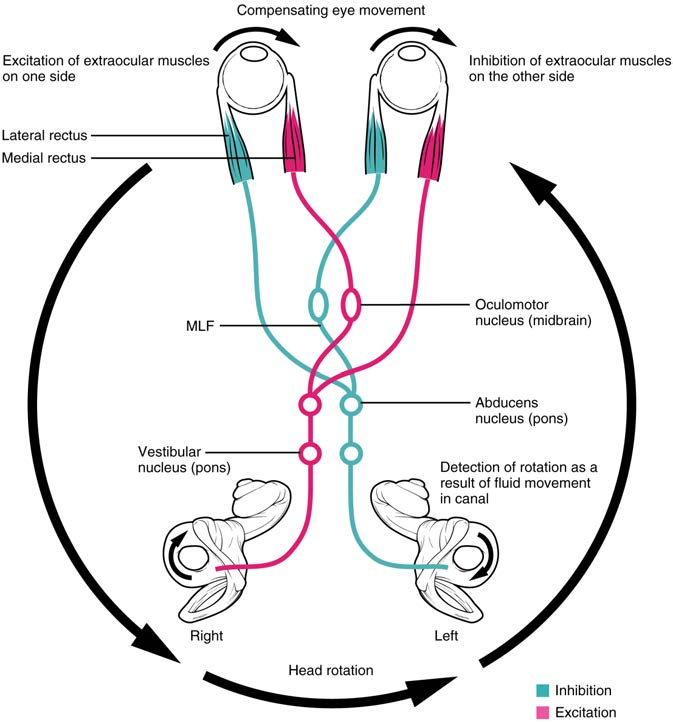 Compensating eye movement
Excitation of extraocular muscles
on one side
Inhibition of extraocular muscles
on the other side
Lateral rectus
Medial rectus
Oculomotor
nucleus (midbrain)
MLF
Abducens
nucleus (pons)
Vestibular
nucleus (pons)
Detection of rotation as a
result of fluid movement
in canal
Right
Left
Head rotation
Inhibition
Excitation